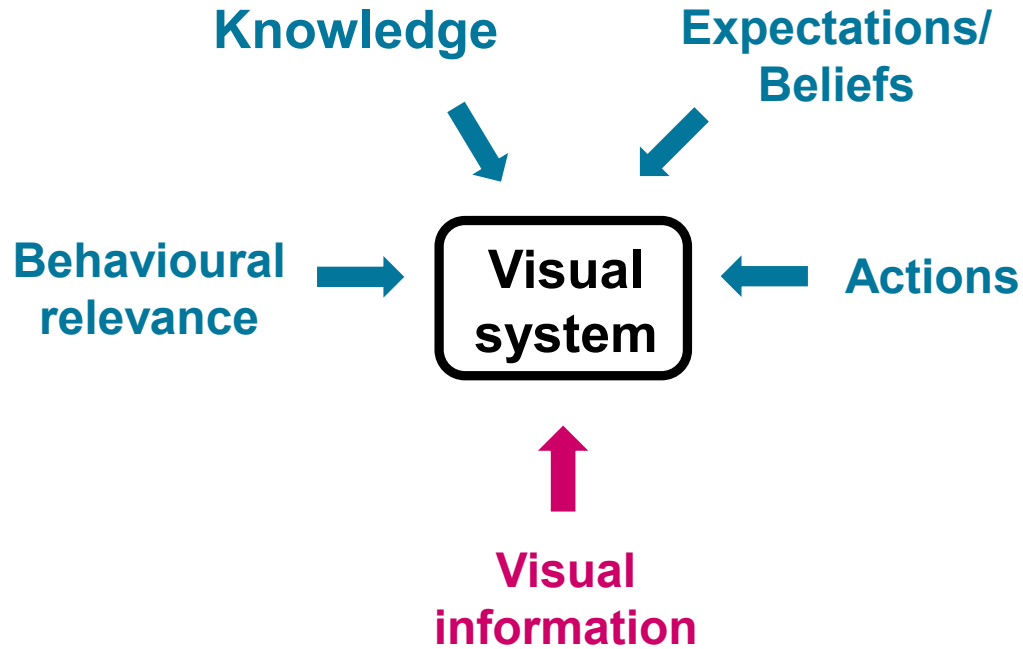 Knowledge
Expectations/
Beliefs
Behavioural
relevance
Visual
system
Actions
Visual
information